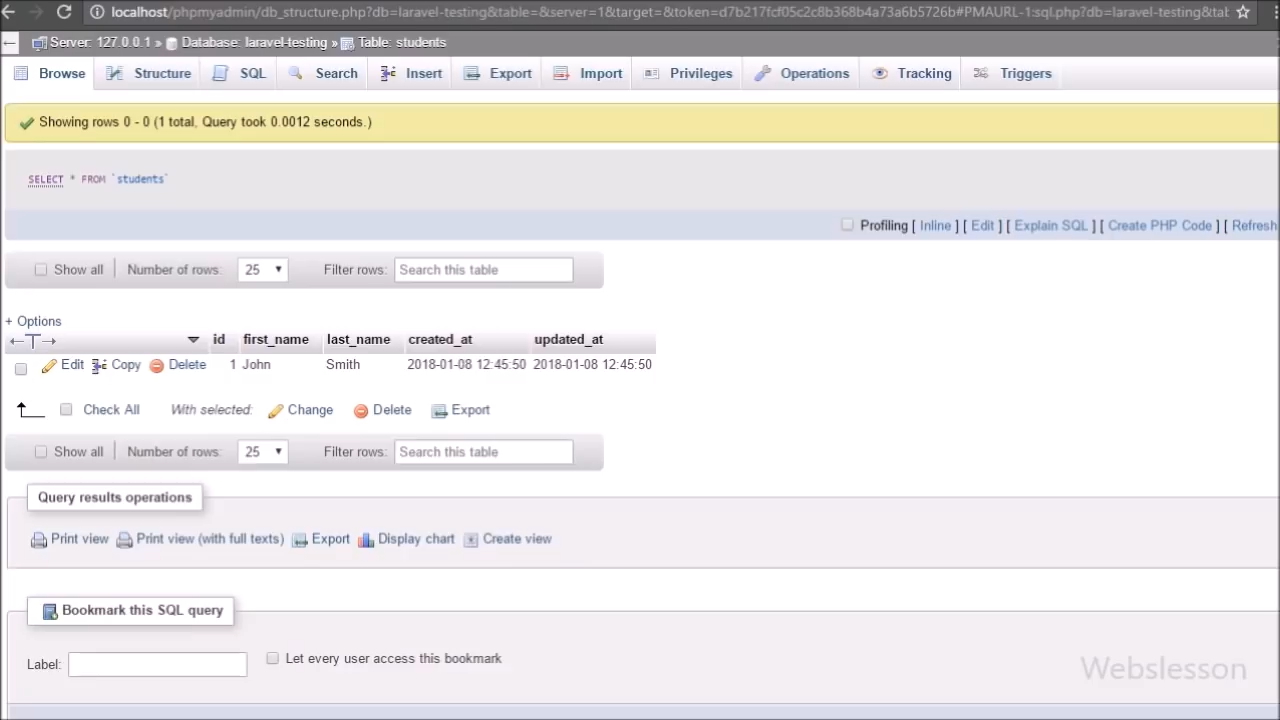 localhost/phpmyadmin/db_structure.php?db=laravel-testing&table=&server=1&target=&token=d7b217fcf05c2c8b368b4a73a6b5726b#PMAURL-1:sql.php?db=laravel-testing&tab
Server: 127.0.0.1 » Database: laravel-testing » Table: students
Browse Structure SQL Search Insert Export Import Privileges Operations Tracking Triggers
Showing rows 0 - 0 (1 total, Query took 0.0012 seconds.)
SELECT * FROM `students`
Profiling [ Inline ] [ Edit ] [ Explain SQL ] [ Create PHP Code ] [ Refresh
Show all Number of rows: 25 Filter rows: Search this table
+ Options
←T→ id first_name last_name created_at updated_at
Edit Copy Delete 1 John Smith 2018-01-08 12:45:50 2018-01-08 12:45:50
Check All With selected: Change Delete Export
Show all Number of rows: 25 Filter rows: Search this table
Query results operations
Print view Print view (with full texts) Export Display chart Create view
Bookmark this SQL query
Label: Let every user access this bookmark
Webslesson